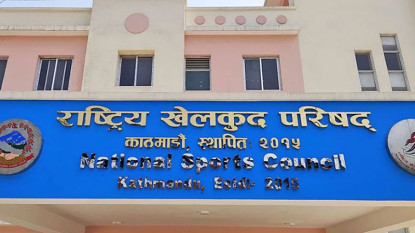 राष्ट्रिय खेलकुद परिषद्
काठमाडौं, स्थापित २०१५
National Sports Council
Kathmandu, Estd- 2015